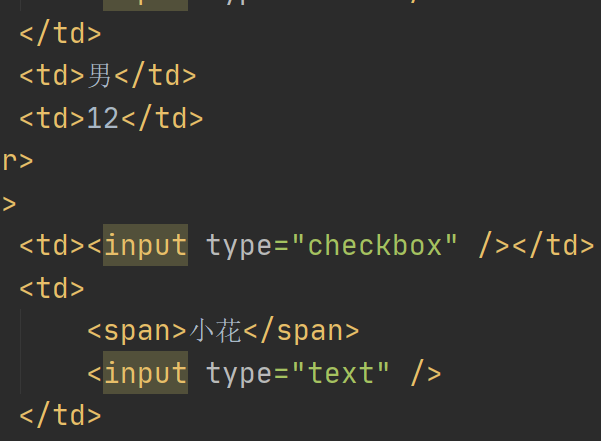 </td>
<td>男</td>
<td>12</td>
r>
>
<td><input type="checkbox" /></td>
<td>
<span>小花</span>
<input type="text" />
</td>